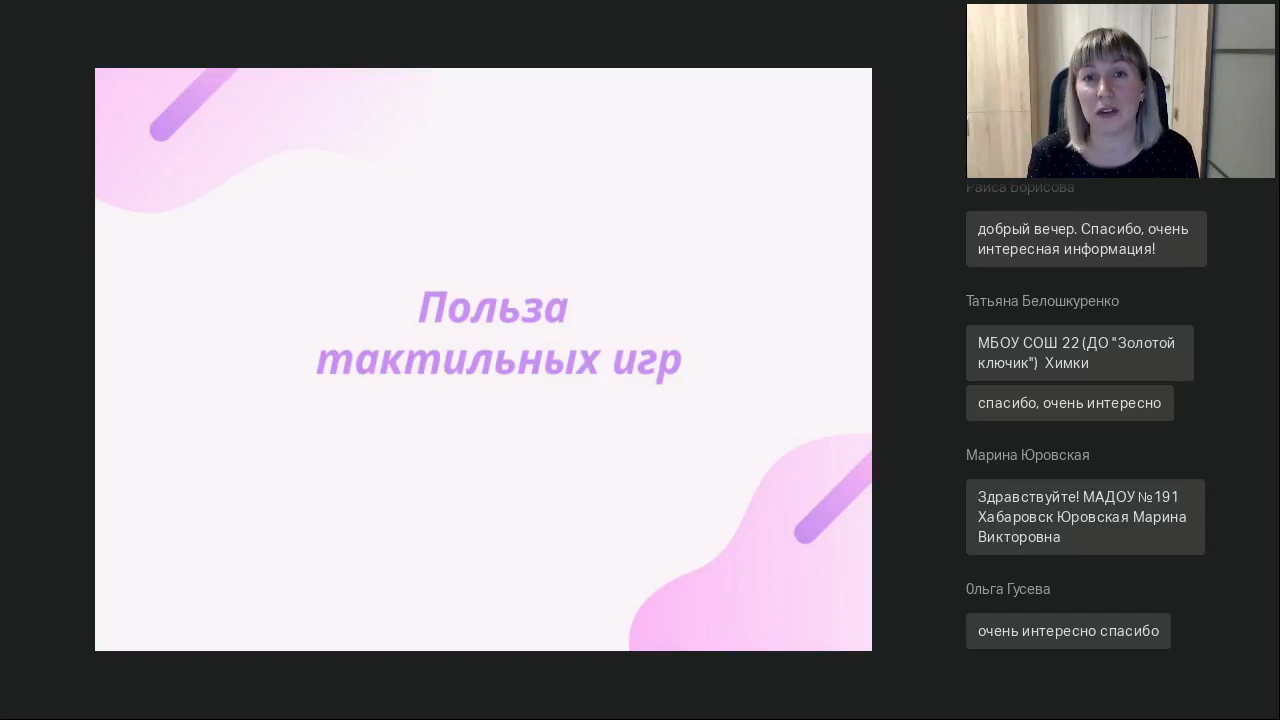 Польза
тактильных игр
Раиса Борисова
добрый вечер. Спасибо, очень
интересная информация!
Татьяна Белошкуренко
МБОУ СОШ 22 (ДО "Золотой
ключик")  Химки
спасибо, очень интересно
Марина Юровская
Здравствуйте! МАДОУ №191
Хабаровск Юровская Марина
Викторовна
0льга Гусева
очень интересно спасибо